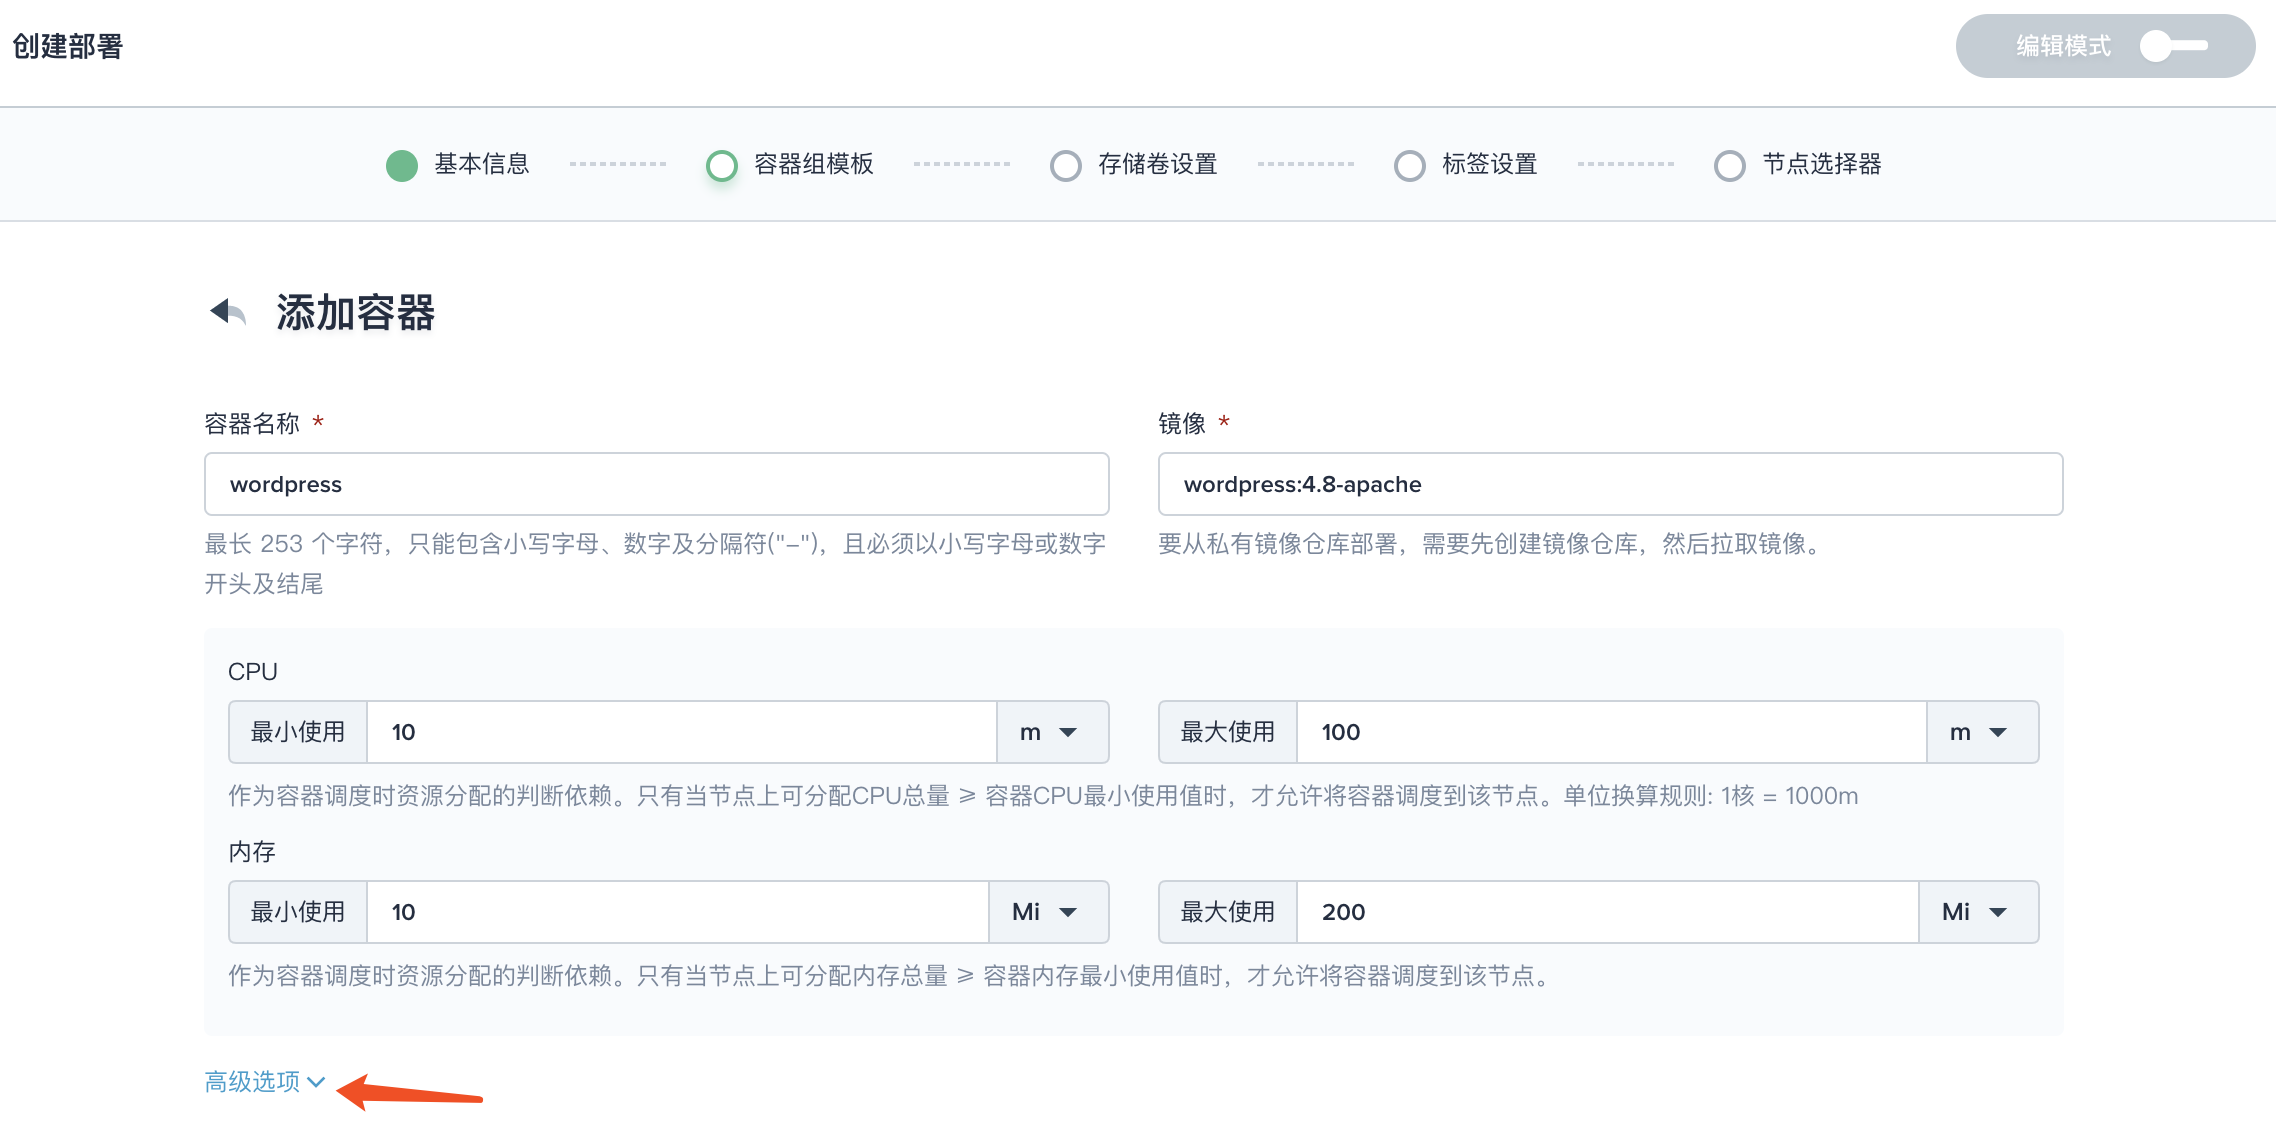 创建部署
编辑模式
基本信息
容器组模板
存储卷设置
标签设置
节点选择器
添加容器
容器名称 *
镜像 *
wordpress
wordpress:4.8-apache
最长 253 个字符，只能包含小写字母、数字及分隔符("-")，且必须以小写字母或数字
开头及结尾
要从私有镜像仓库部署，需要先创建镜像仓库，然后拉取镜像。
CPU
最小使用 10 m
最大使用 100 m
作为容器调度时资源分配的判断依赖。只有当节点上可分配CPU总量 ≥ 容器CPU最小使用值时，才允许将容器调度到该节点。单位换算规则: 1核 = 1000m
内存
最小使用 10 Mi
最大使用 200 Mi
作为容器调度时资源分配的判断依赖。只有当节点上可分配内存总量 ≥ 容器内存最小使用值时，才允许将容器调度到该节点。
高级选项